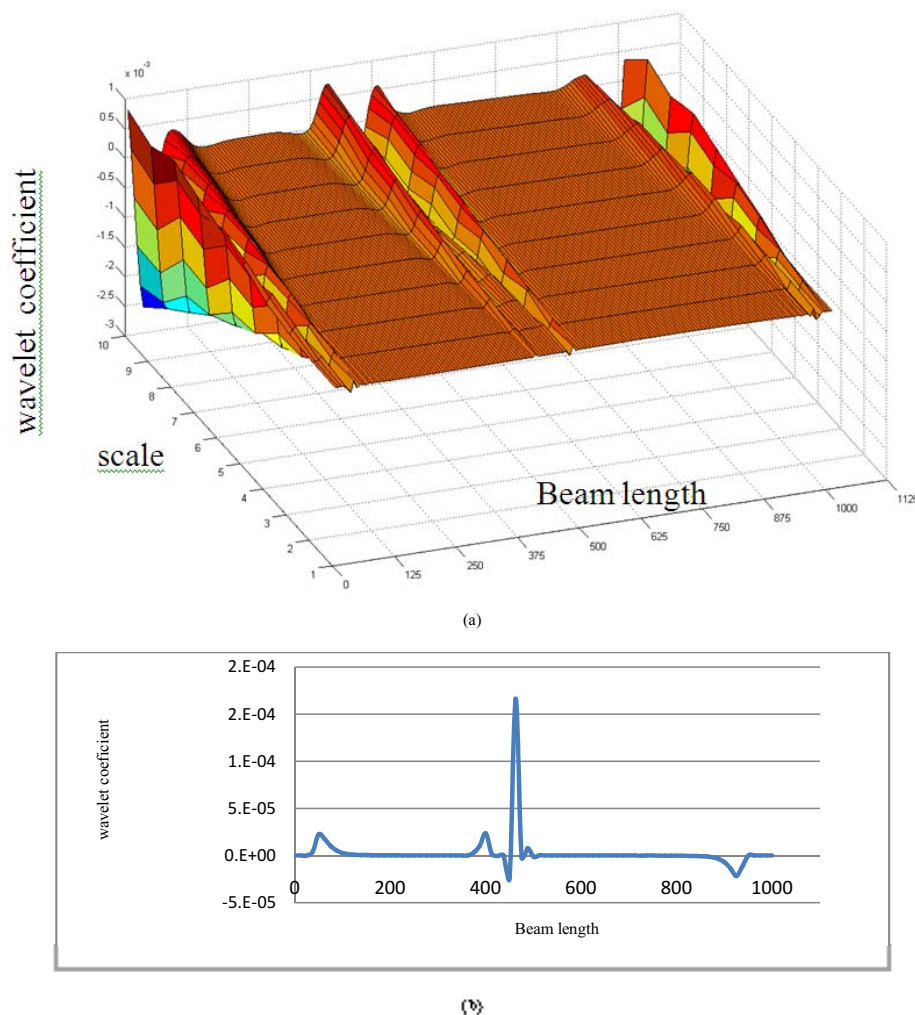 x 10⁻³
1
0.5
0
-0.5
-1
-1.5
-2
-2.5
-3
wavelet coefficient
10
9
8
7
6
5
4
3
2
1
scale
Beam length
0
125
250
375
500
625
750
875
1000
1125
(a)
2.E-04
2.E-04
1.E-04
5.E-05
0.E+00
-5.E-05
wavelet coeficient
0
200
400
600
800
1000
Beam length
(b)